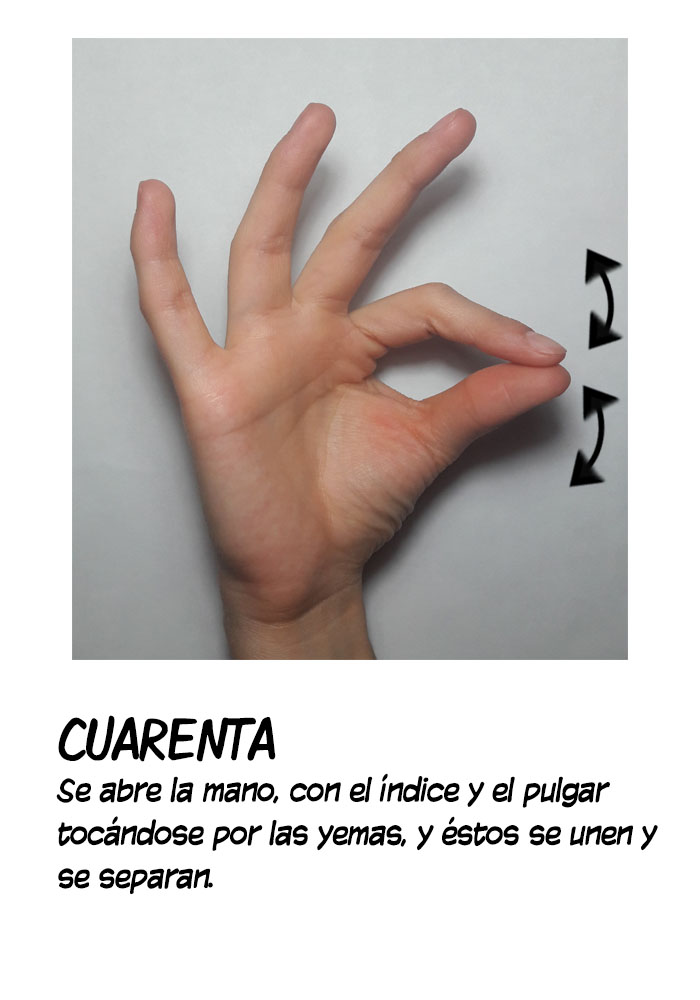 CUARENTA
Se abre la mano, con el índice y el pulgar
tocándose por las yemas, y éstos se unen y
se separan.